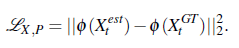 ℒ_{X,P} = ||ϕ(X_t^{est}) − ϕ(X_t^{GT})||_2^2.